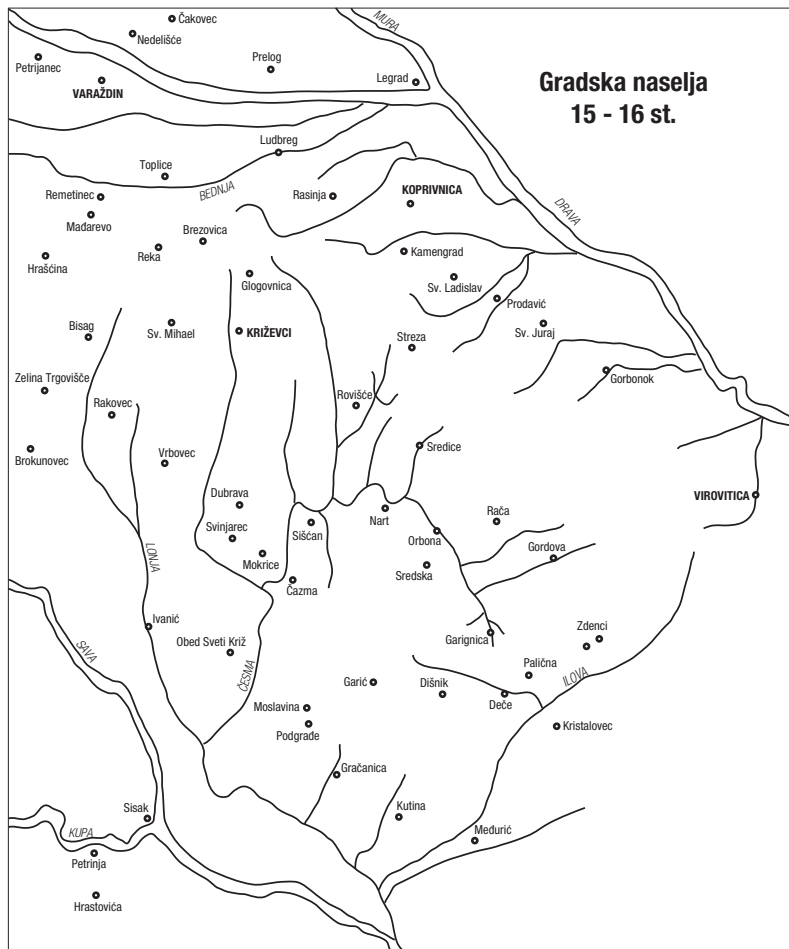 Čakovec
MURA
Nedelišće
Petrijanec
Prelog
Legrad
VARAŽDIN
Gradska naselja
15 - 16 st.
Ludbreg
Toplice
BEDNJA
Remetinec
Rasinja
KOPRIVNICA
DRAVA
Mađarevo
Brezovica
Reka
Hrašćina
Kamengrad
Glogovnica
Sv. Ladislav
Prodavić
Bisag
Sv. Mihael
KRIŽEVCI
Streza
Sv. Juraj
Gorbonok
Zelina Trgovišče
Rakovec
Rovišće
Brokunovec
Vrbovec
Sredice
VIROVITICA
Dubrava
Nart
Rača
Svinjarec
Sišćan
Orbona
LONJA
Mokrice
Gordova
Sredska
Čazma
Ivanić
Garignica
Zdenci
SAVA
Obed Sveti Križ
ČESMA
Palična
ILOVA
Garić
Dišnik
Deče
Moslavina
Podgrađe
Kristalovec
Gračanica
Sisak
Kutina
KUPA
Međurić
Petrinja
Hrastovića